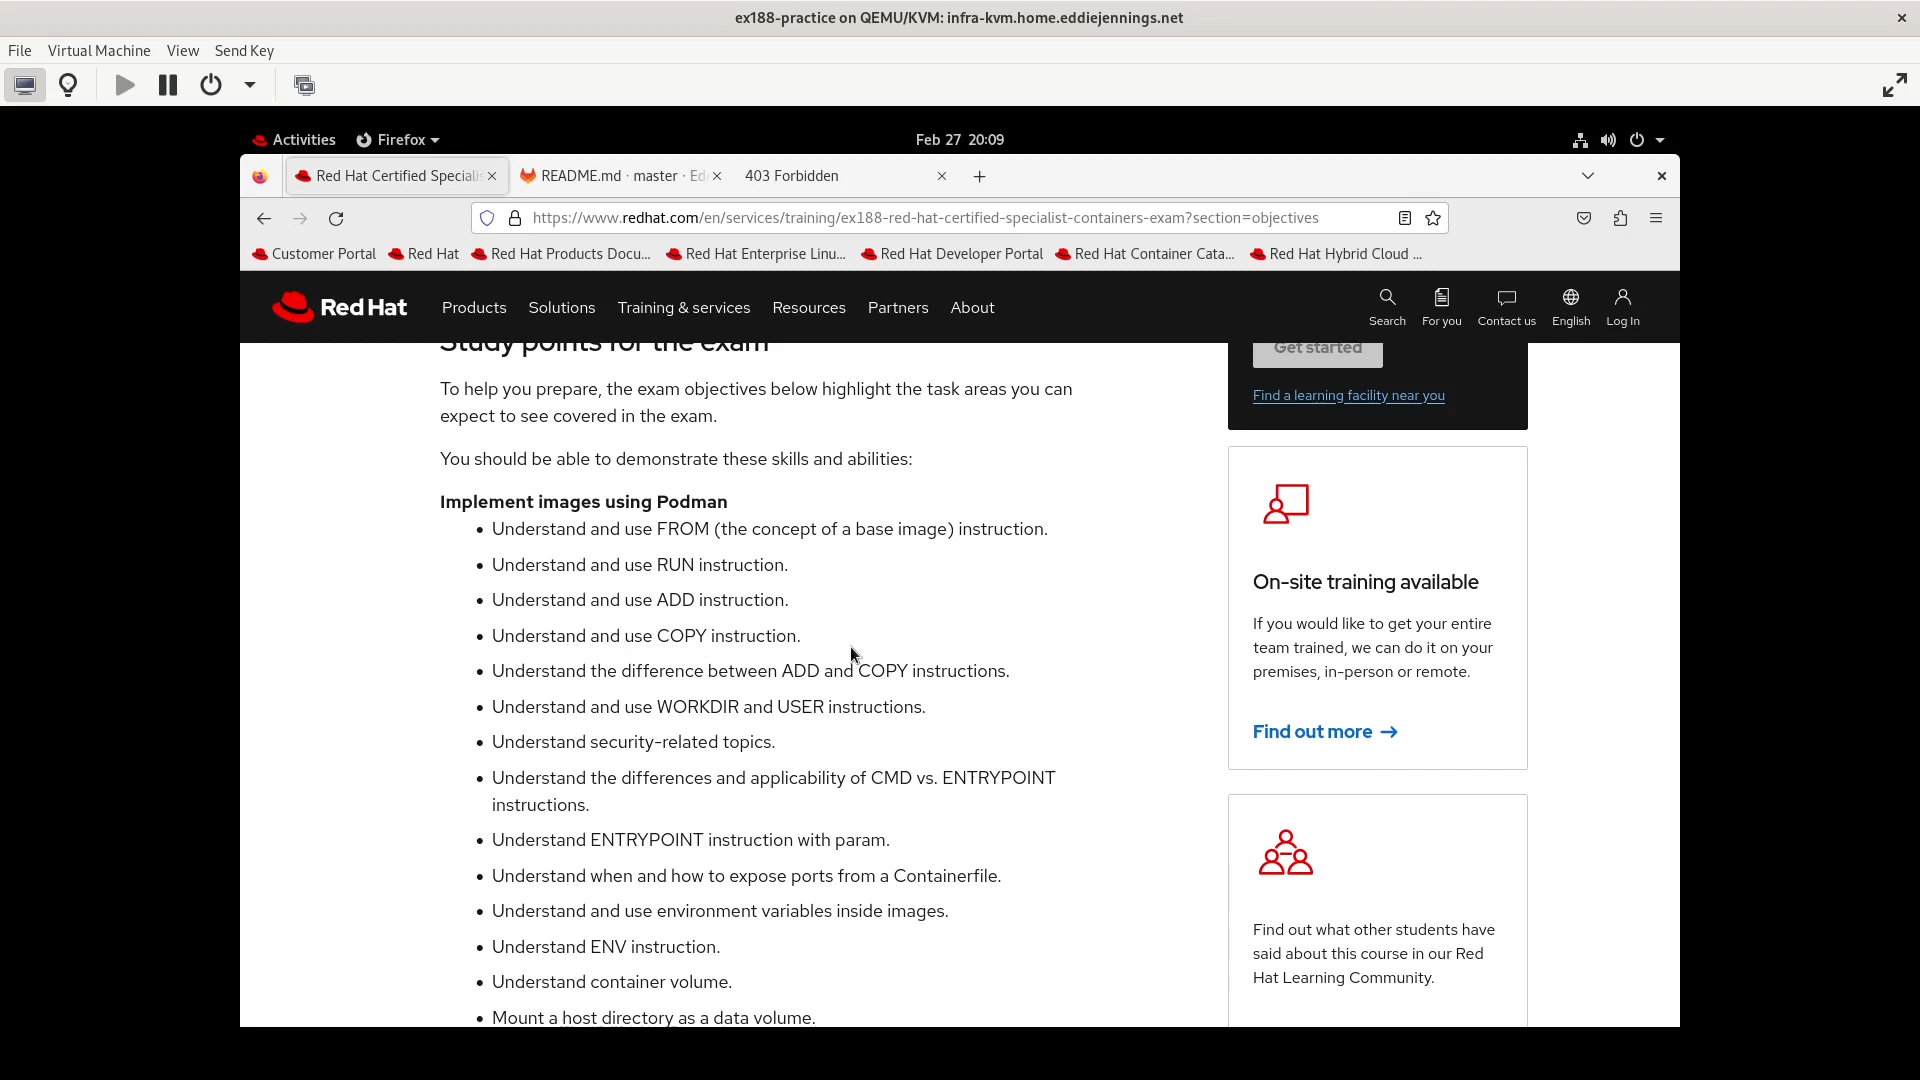 ex188-practice on QEMU/KVM: infra-kvm.home.eddiejennings.net
File Virtual Machine View Send Key
Activities Firefox Feb 27 20:09
Red Hat Certified Specialis README.md · master · Ed 403 Forbidden
https://www.redhat.com/en/services/training/ex188-red-hat-certified-specialist-containers-exam?section=objectives
Customer Portal Red Hat Red Hat Products Docu... Red Hat Enterprise Linu... Red Hat Developer Portal Red Hat Container Cata... Red Hat Hybrid Cloud ...
Red Hat Products Solutions Training & services Resources Partners About
Search For you Contact us English Log In
Study points for the exam
To help you prepare, the exam objectives below highlight the task areas you can
expect to see covered in the exam.
You should be able to demonstrate these skills and abilities:
Implement images using Podman
• Understand and use FROM (the concept of a base image) instruction.
• Understand and use RUN instruction.
• Understand and use ADD instruction.
• Understand and use COPY instruction.
• Understand the difference between ADD and COPY instructions.
• Understand and use WORKDIR and USER instructions.
• Understand security-related topics.
• Understand the differences and applicability of CMD vs. ENTRYPOINT
instructions.
• Understand ENTRYPOINT instruction with param.
• Understand when and how to expose ports from a Containerfile.
• Understand and use environment variables inside images.
• Understand ENV instruction.
• Understand container volume.
• Mount a host directory as a data volume.
Get started
Find a learning facility near you
On-site training available
If you would like to get your entire
team trained, we can do it on your
premises, in-person or remote.
Find out more →
Find out what other students have
said about this course in our Red
Hat Learning Community.